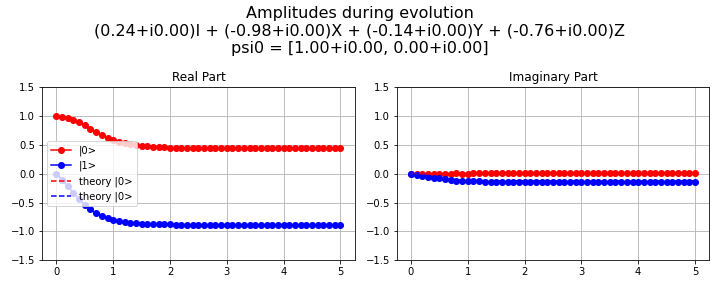 Amplitudes during evolution
(0.24+i0.00)I + (-0.98+i0.00)X + (-0.14+i0.00)Y + (-0.76+i0.00)Z
psi0 = [1.00+i0.00, 0.00+i0.00]
Real Part
1.5
1.0
0.5
0.0
−0.5
−1.0
−1.5
0 1 2 3 4 5
|0>
|1>
theory |0>
theory |0>
Imaginary Part
1.5
1.0
0.5
0.0
−0.5
−1.0
−1.5
0 1 2 3 4 5